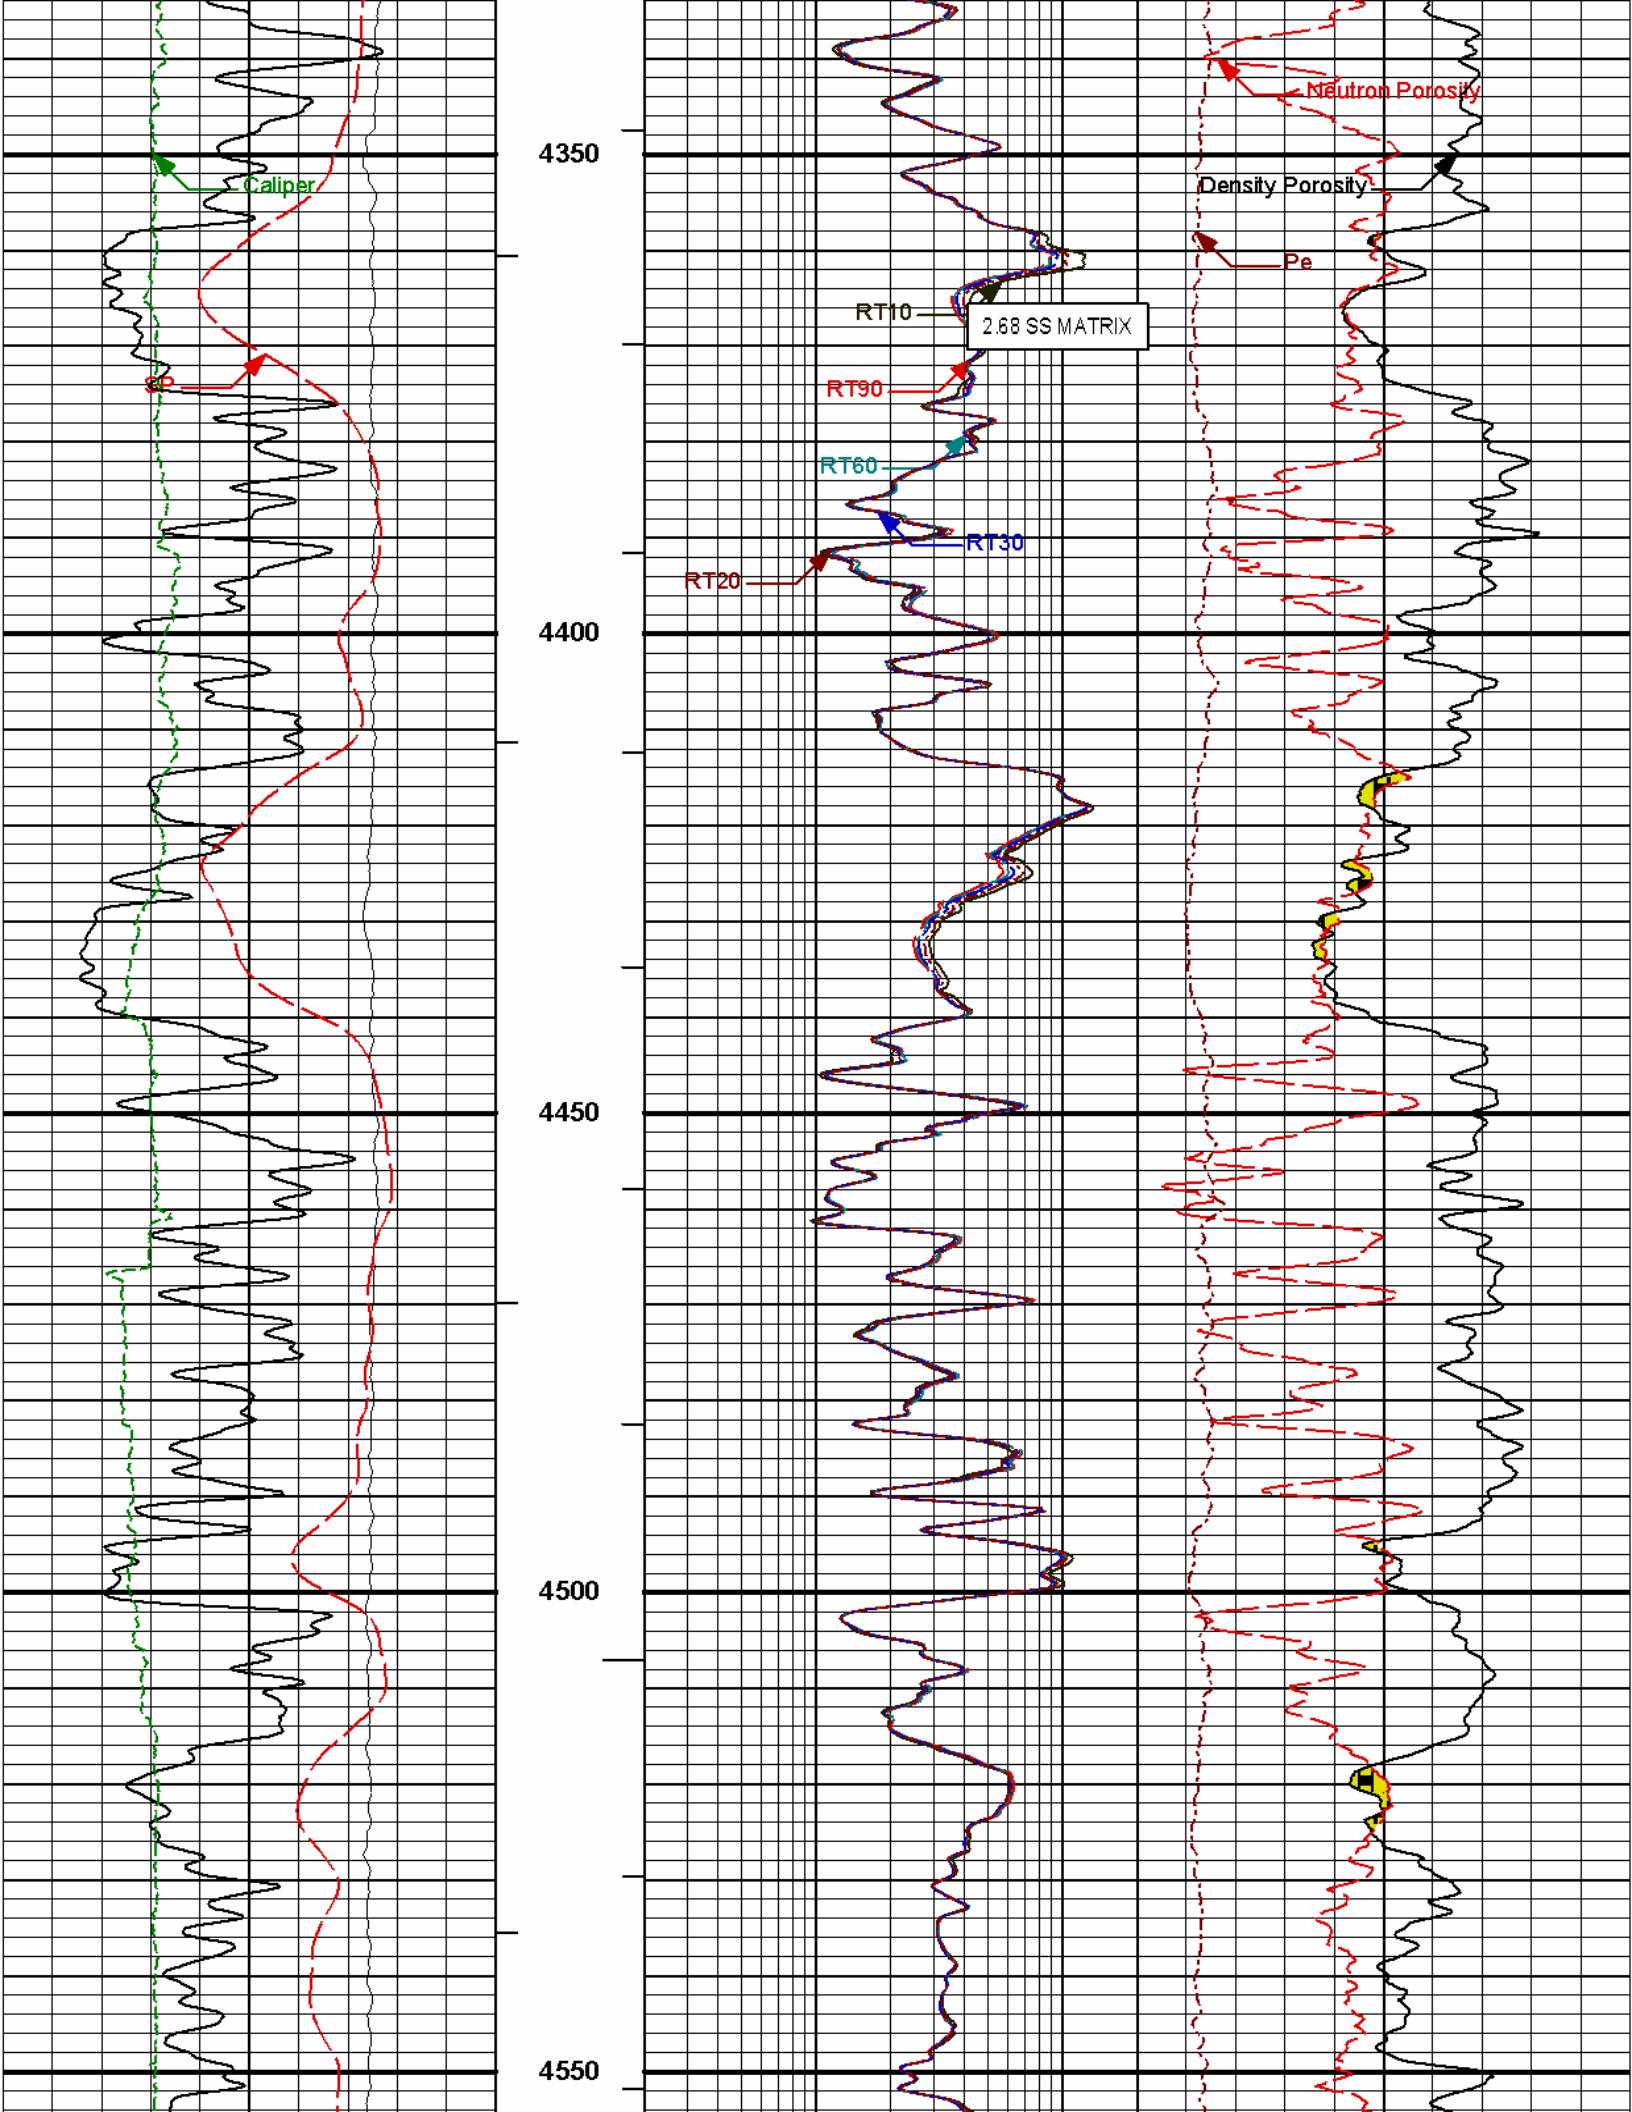 Neutron Porosity
4350
Caliper
Density Porosity
Pe
RT10
2.68 SS MATRIX
SP
RT90
RT60
RT30
RT20
4400
4450
4500
4550